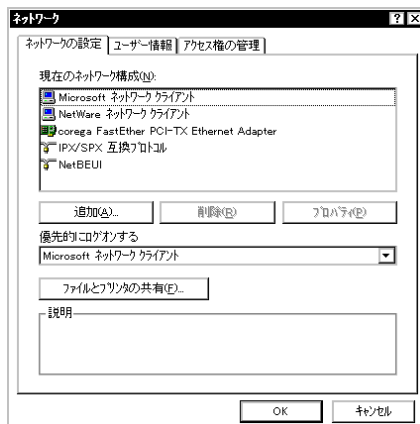 ネットワーク
ネットワークの設定 ユーザー情報 アクセス権の管理
現在のネットワーク構成(N):
Microsoft ネットワーク クライアント
NetWare ネットワーク クライアント
corega FastEther PCI-TX Ethernet Adapter
IPX/SPX 互換プロトコル
NetBEUI
追加(A)... 削除(R) プロパティ(P)
優先的にログオンする
Microsoft ネットワーク クライアント
ファイルとプリンタの共有(F)...
説明
OK キャンセル